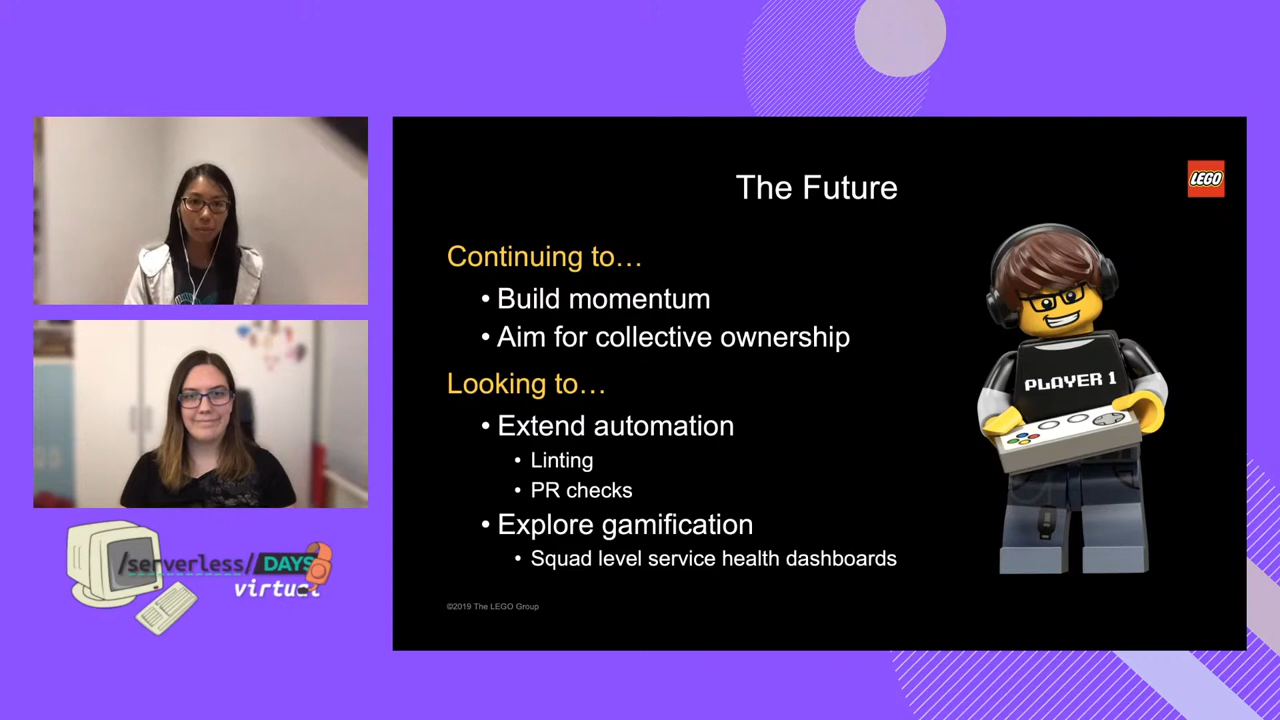 The Future
LEGO
Continuing to…
• Build momentum
• Aim for collective ownership
Looking to…
• Extend automation
• Linting
• PR checks
• Explore gamification
• Squad level service health dashboards
PLAYER 1
©2019 The LEGO Group
/serverless/DAYS
virtual